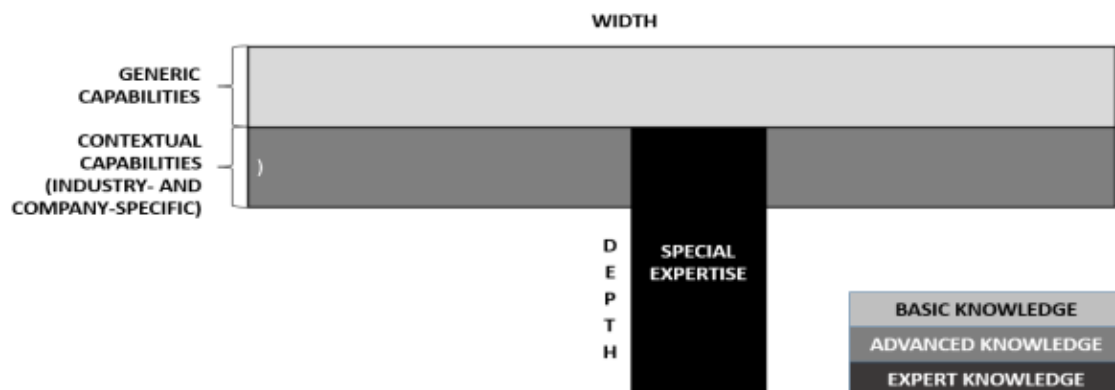 WIDTH
GENERIC
CAPABILITIES
CONTEXTUAL
CAPABILITIES
(INDUSTRY- AND
COMPANY-SPECIFIC)
)
D
E
P
T
H
SPECIAL
EXPERTISE
BASIC KNOWLEDGE
ADVANCED KNOWLEDGE
EXPERT KNOWLEDGE